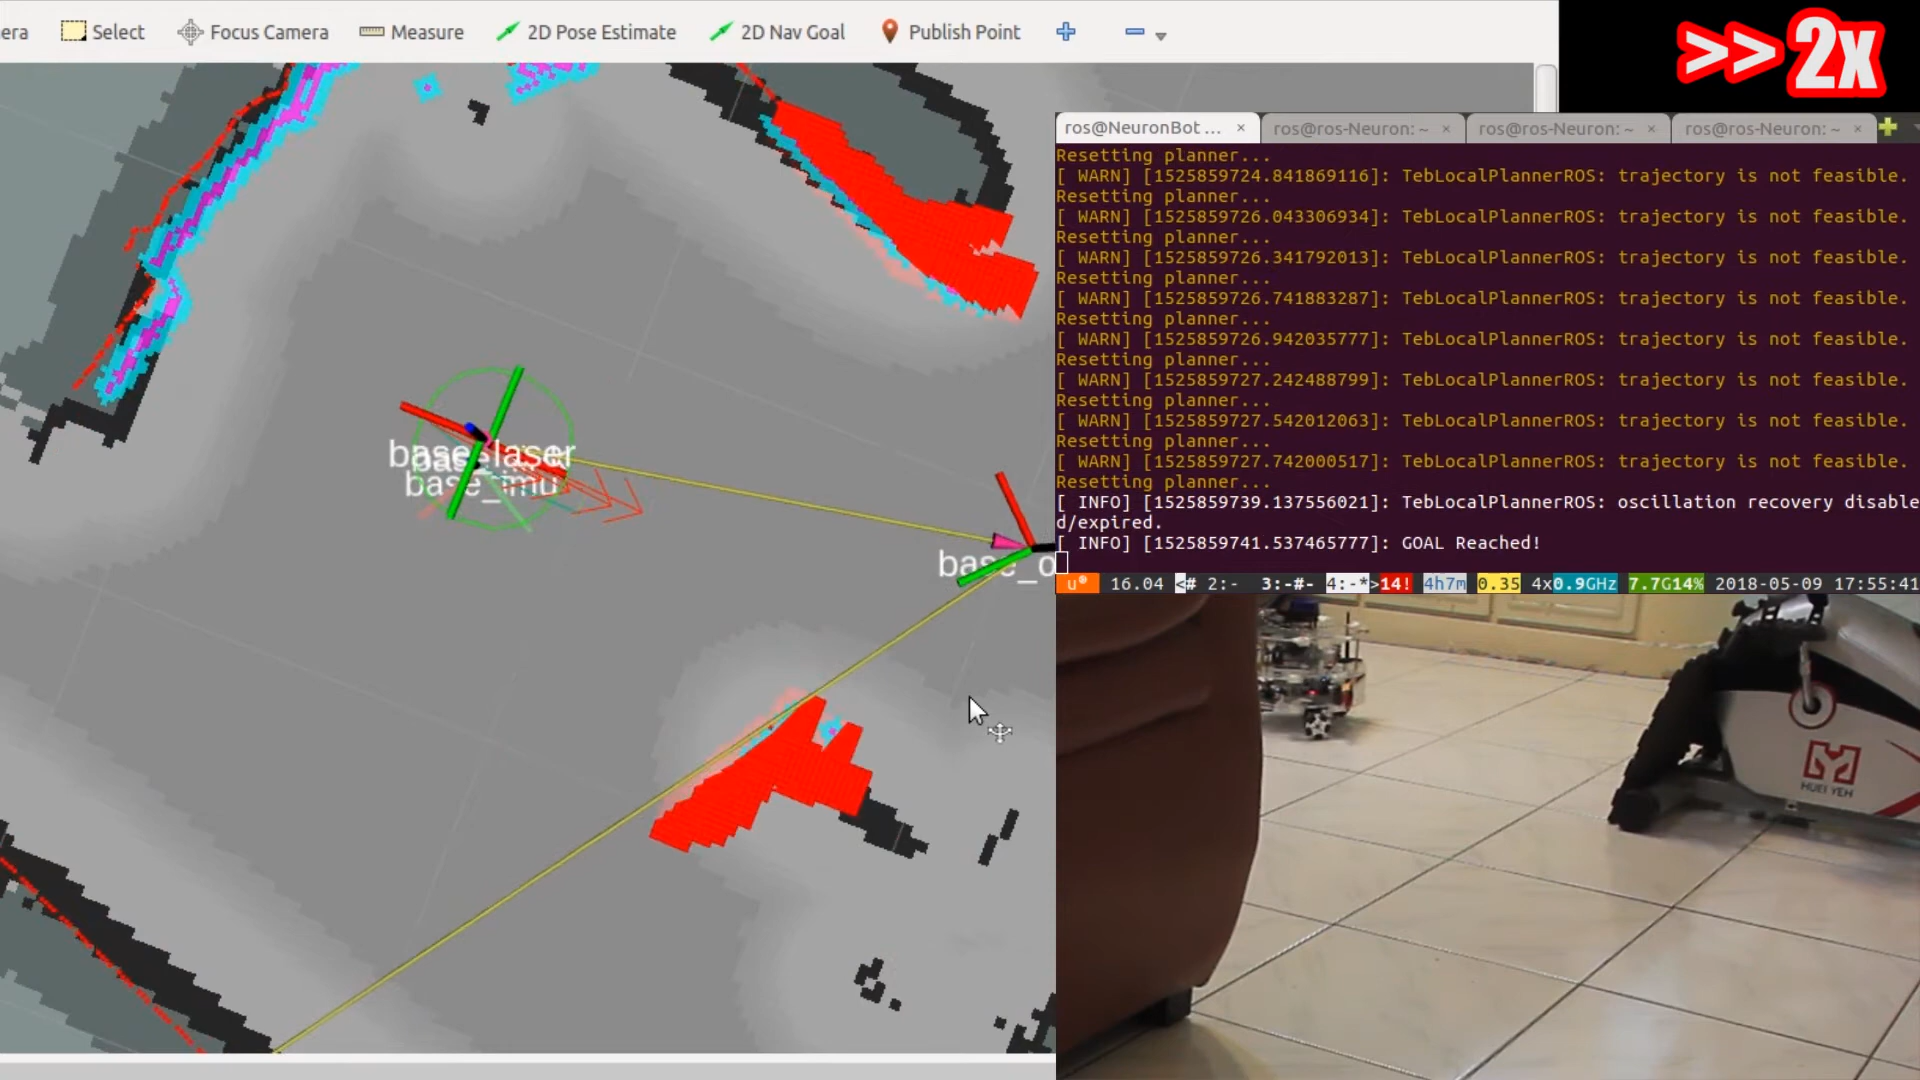 era Select Focus Camera Measure 2D Pose Estimate 2D Nav Goal Publish Point
>> 2x
ros@NeuronBot ... × ros@ros-Neuron: ~ × ros@ros-Neuron: ~ × ros@ros-Neuron: ~ ×
Resetting planner...
[ WARN] [1525859724.841869116]: TebLocalPlannerROS: trajectory is not feasible.
Resetting planner...
[ WARN] [1525859726.043306934]: TebLocalPlannerROS: trajectory is not feasible.
Resetting planner...
[ WARN] [1525859726.341792013]: TebLocalPlannerROS: trajectory is not feasible.
Resetting planner...
[ WARN] [1525859726.741883287]: TebLocalPlannerROS: trajectory is not feasible.
Resetting planner...
[ WARN] [1525859726.942035777]: TebLocalPlannerROS: trajectory is not feasible.
Resetting planner...
[ WARN] [1525859727.242488799]: TebLocalPlannerROS: trajectory is not feasible.
Resetting planner...
[ WARN] [1525859727.542012063]: TebLocalPlannerROS: trajectory is not feasible.
Resetting planner...
[ WARN] [1525859727.742000517]: TebLocalPlannerROS: trajectory is not feasible.
Resetting planner...
[ INFO] [1525859739.137556021]: TebLocalPlannerROS: oscillation recovery disable
d/expired.
[ INFO] [1525859741.537465777]: GOAL Reached!
u® 16.04 <# 2:- 3:-#- 4:-*>14! 4h7m 0.35 4x0.9GHz 7.7G14% 2018-05-09 17:55:41
base_laser
base_imu
base_o
HUEI YEH